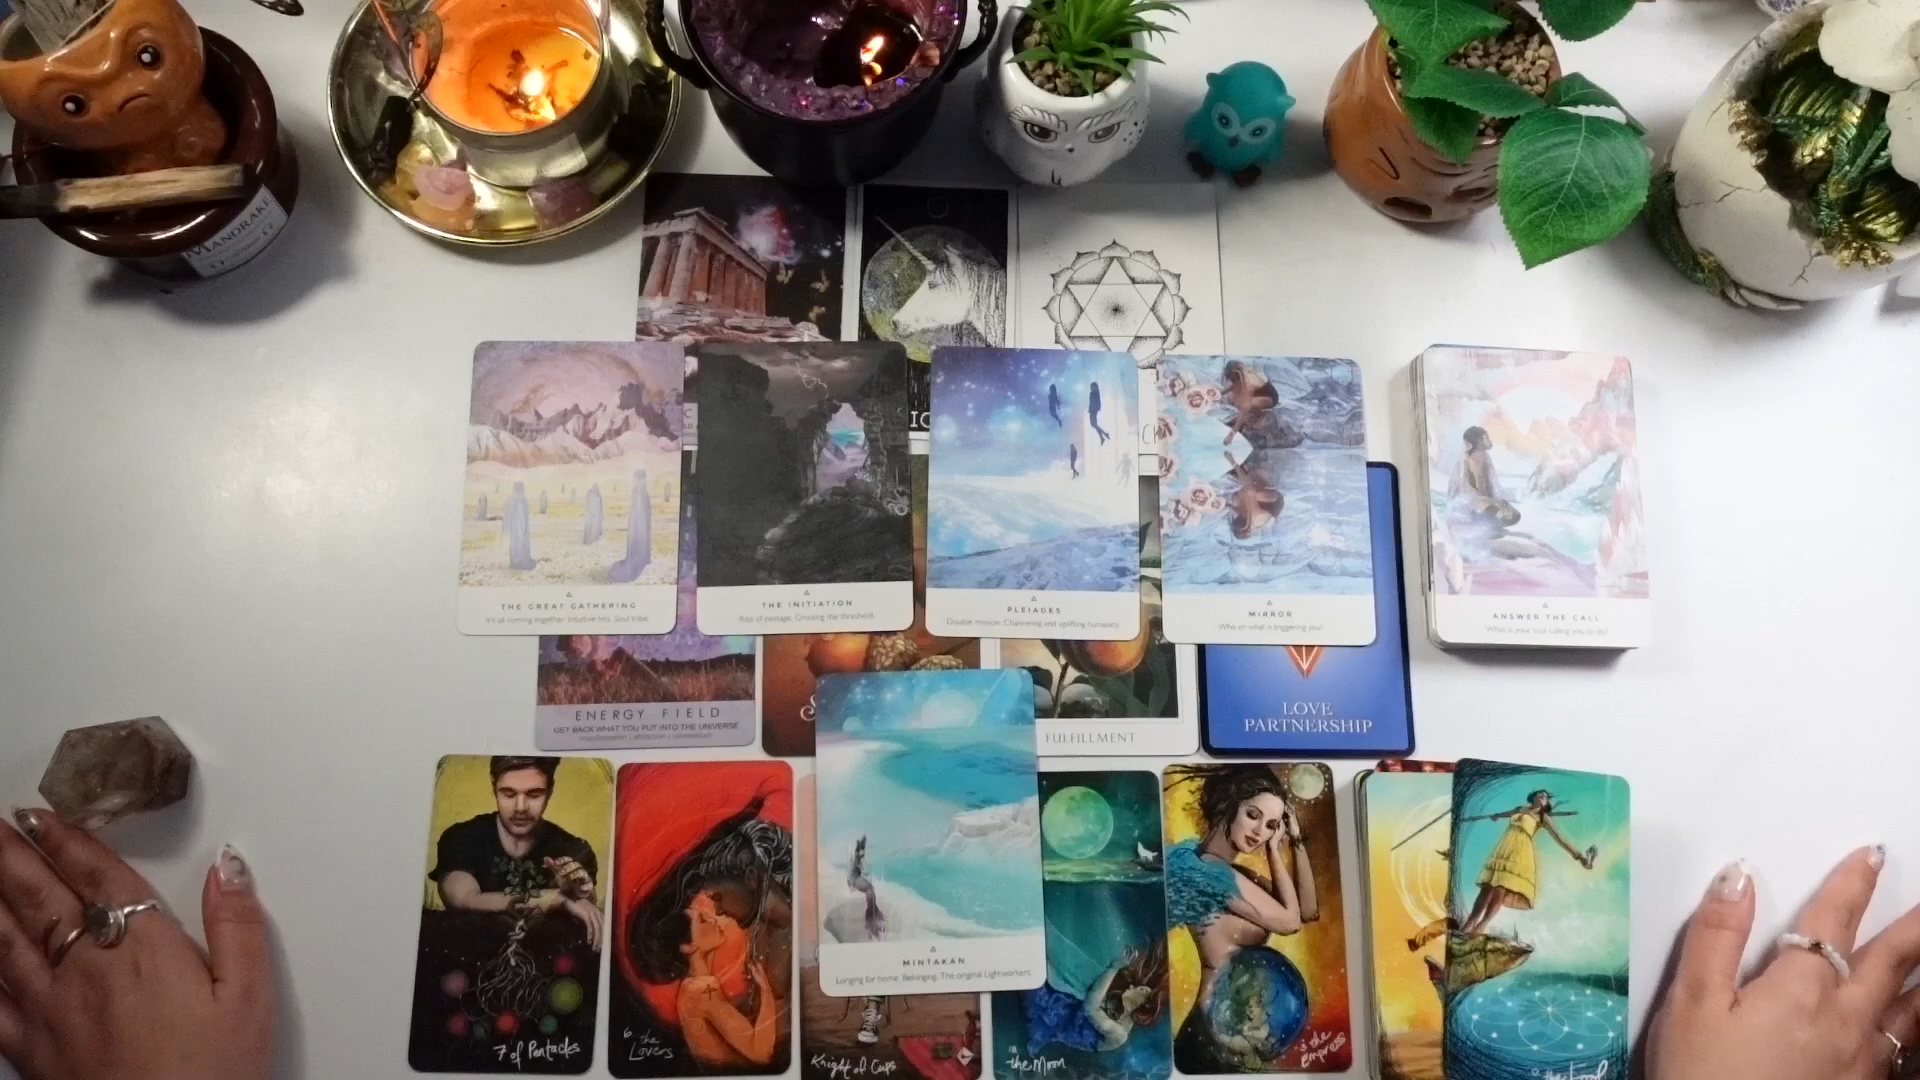 MANDRAKE
THE GREAT GATHERING
It's all coming together. Intuitive hits. Soul tribe.
THE INITIATION
Rite of passage. Crossing the threshold.
PLEIADES
Double mission. Channeling and uplifting humanity.
MIRROR
Who or what is triggering you?
ANSWER THE CALL
What is your soul calling you to do?
ENERGY FIELD
GET BACK WHAT YOU PUT INTO THE UNIVERSE
FULFILLMENT
LOVE
PARTNERSHIP
MINTAKAN
Longing for home. Belonging. The original Lightworkers.
7 of Pentacles
6
the
Lovers
Knight of Cups
18
the Moon
3 the
empress
0 the Fool